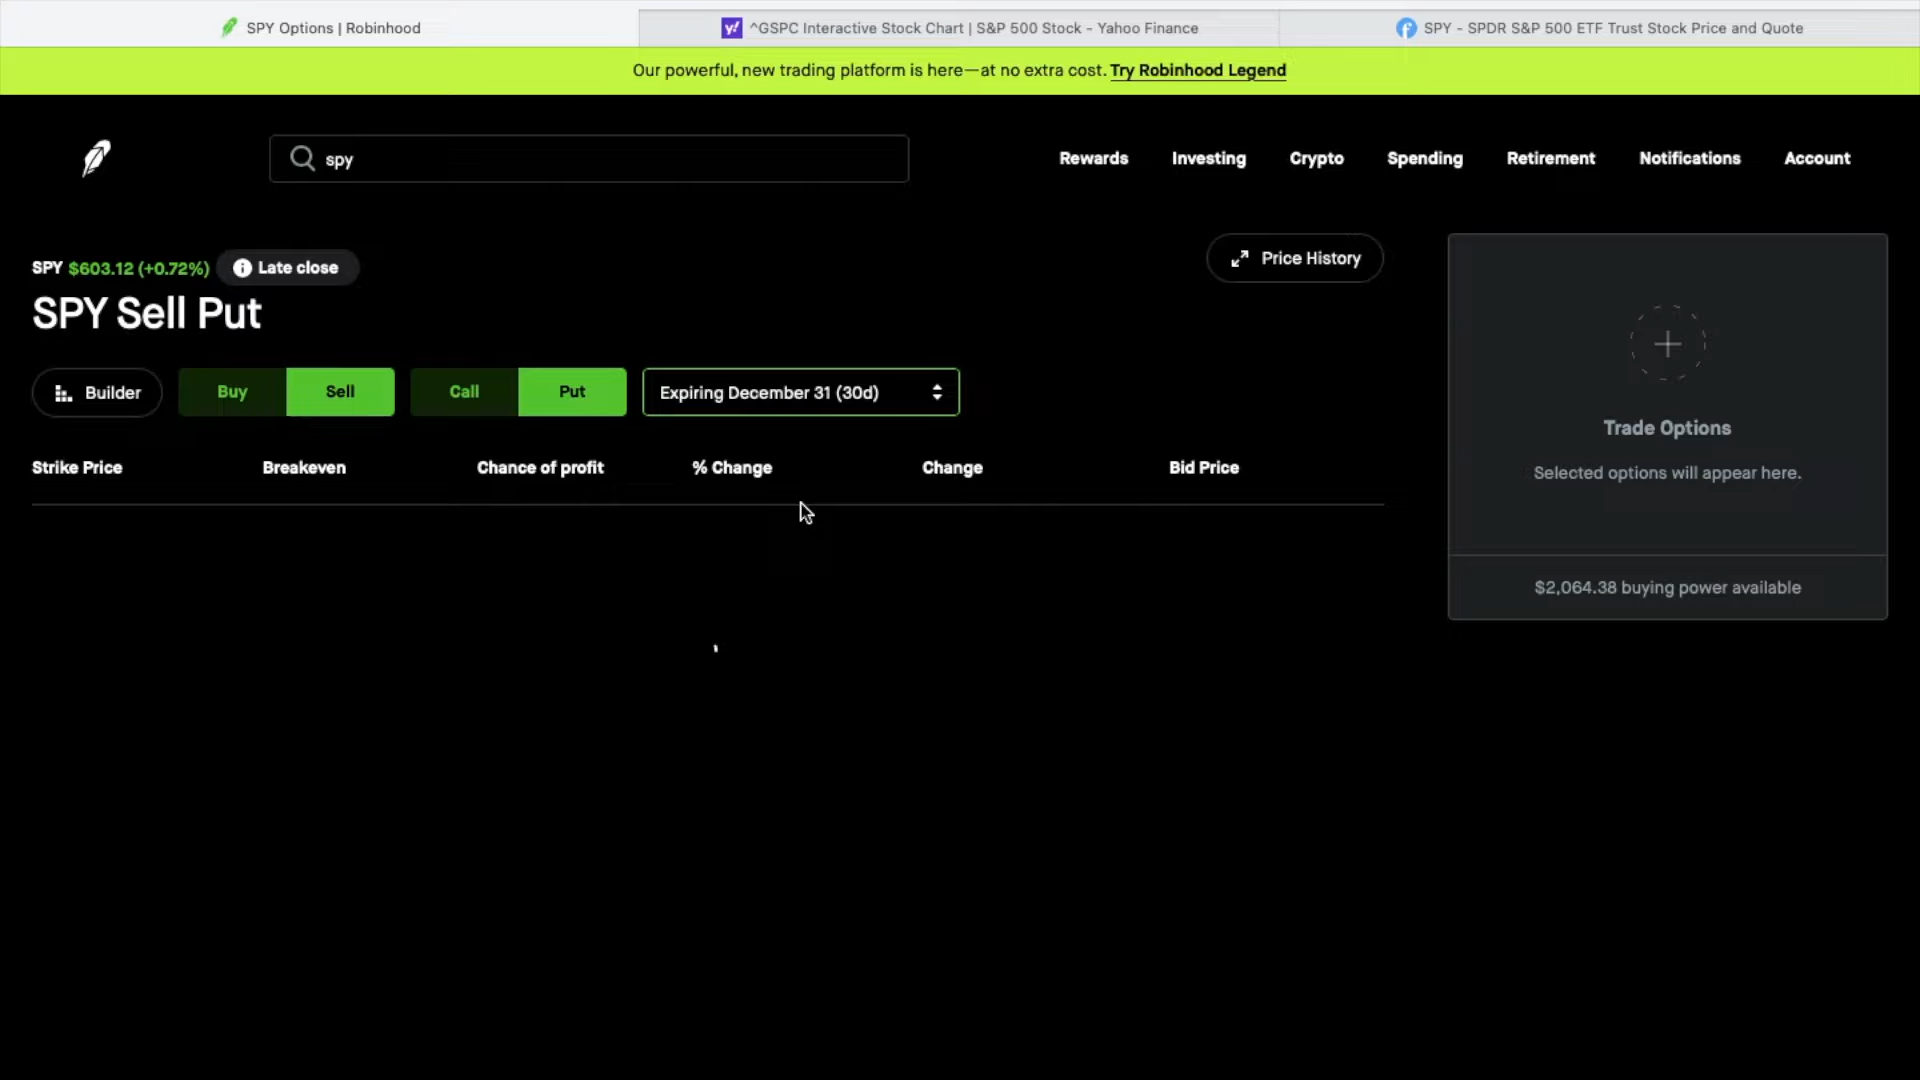 SPY Options | Robinhood
^GSPC Interactive Stock Chart | S&P 500 Stock - Yahoo Finance
SPY - SPDR S&P 500 ETF Trust Stock Price and Quote
Our powerful, new trading platform is here—at no extra cost. Try Robinhood Legend
spy
Rewards Investing Crypto Spending Retirement Notifications Account
SPY $603.12 (+0.72%) Late close
Price History
SPY Sell Put
Builder Buy Sell Call Put Expiring December 31 (30d)
Strike Price Breakeven Chance of profit % Change Change Bid Price
Trade Options
Selected options will appear here.
$2,064.38 buying power available